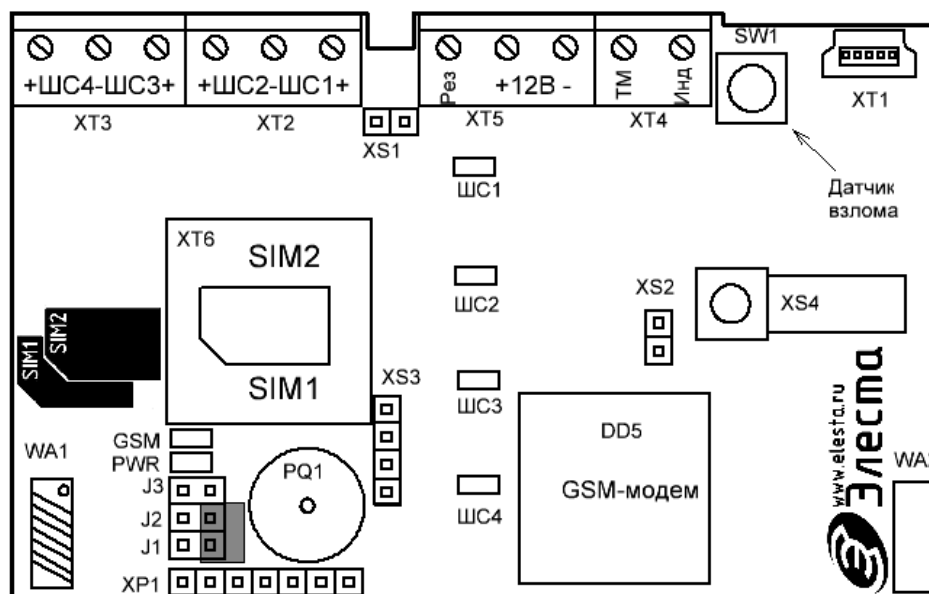 SW1
+ШС4-ШС3+
+ШС2-ШС1+
Рез
+12В -
ТМ
Инд
XT3
XT2
XS1
XT5
XT4
XT1
ШС1
Датчик
взлома
XT6
SIM2
SIM1
ШС2
XS2
XS4
SIM2
SIM1
XS3
ШС3
GSM
PWR
WA1
J3
J2
J1
XP1
PQ1
ШС4
DD5
GSM-модем
www.elesta.ru
Элеста